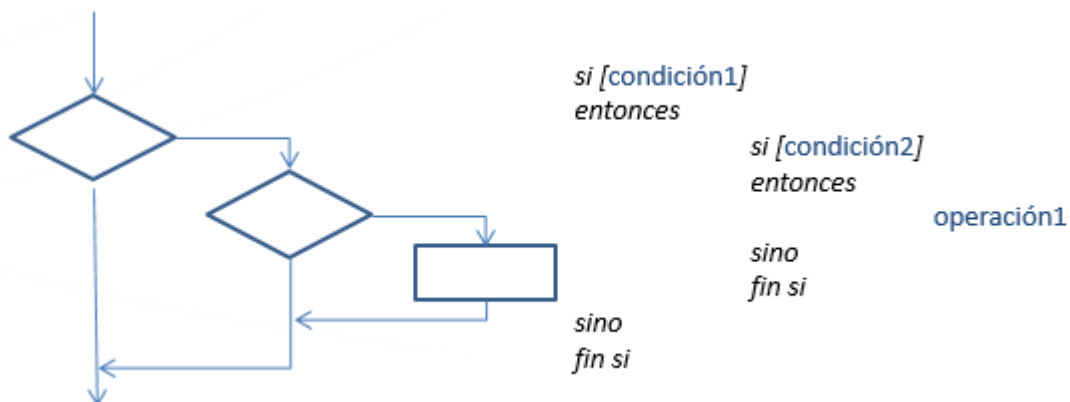 si [condición1]
entonces
si [condición2]
entonces
operación1
sino
fin si
sino
fin si